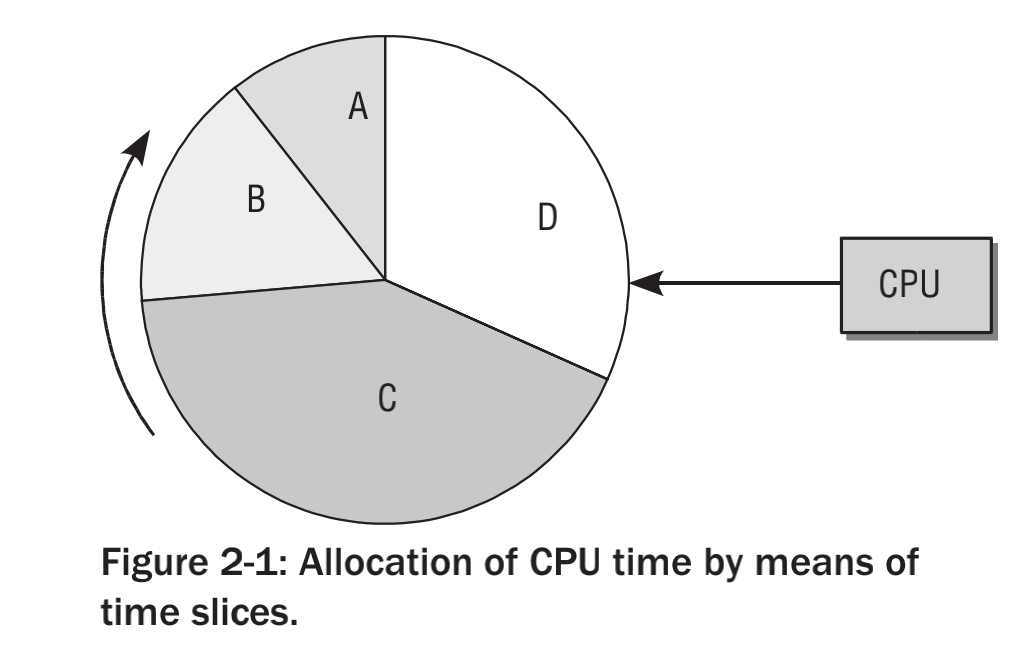 A
B
D
CPU
C
Figure 2-1: Allocation of CPU time by means of
time slices.